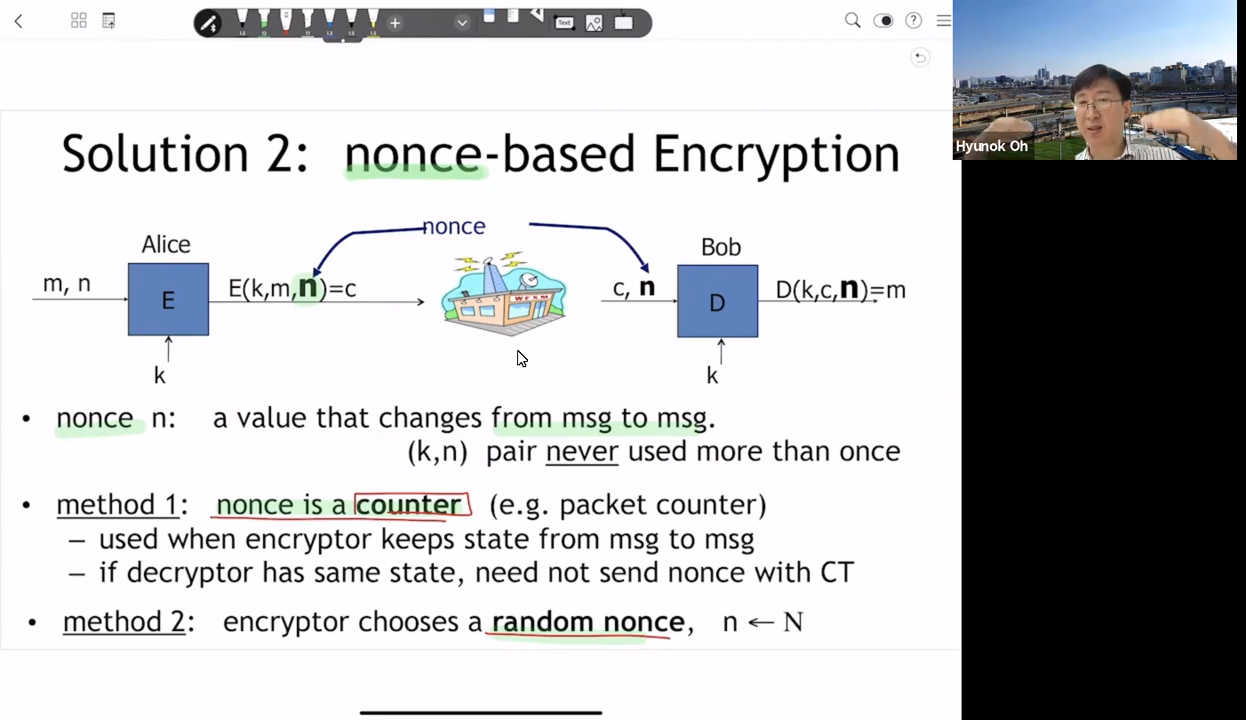 Text
Hyunok Oh
Solution 2: nonce-based Encryption
nonce
Alice
Bob
m, n
E
E(k,m,n)=c
WFXM
c, n
D
D(k,c,n)=m
k
k
• nonce n: a value that changes from msg to msg.
(k,n) pair never used more than once
• method 1: nonce is a counter (e.g. packet counter)
– used when encryptor keeps state from msg to msg
– if decryptor has same state, need not send nonce with CT
• method 2: encryptor chooses a random nonce, n ← N